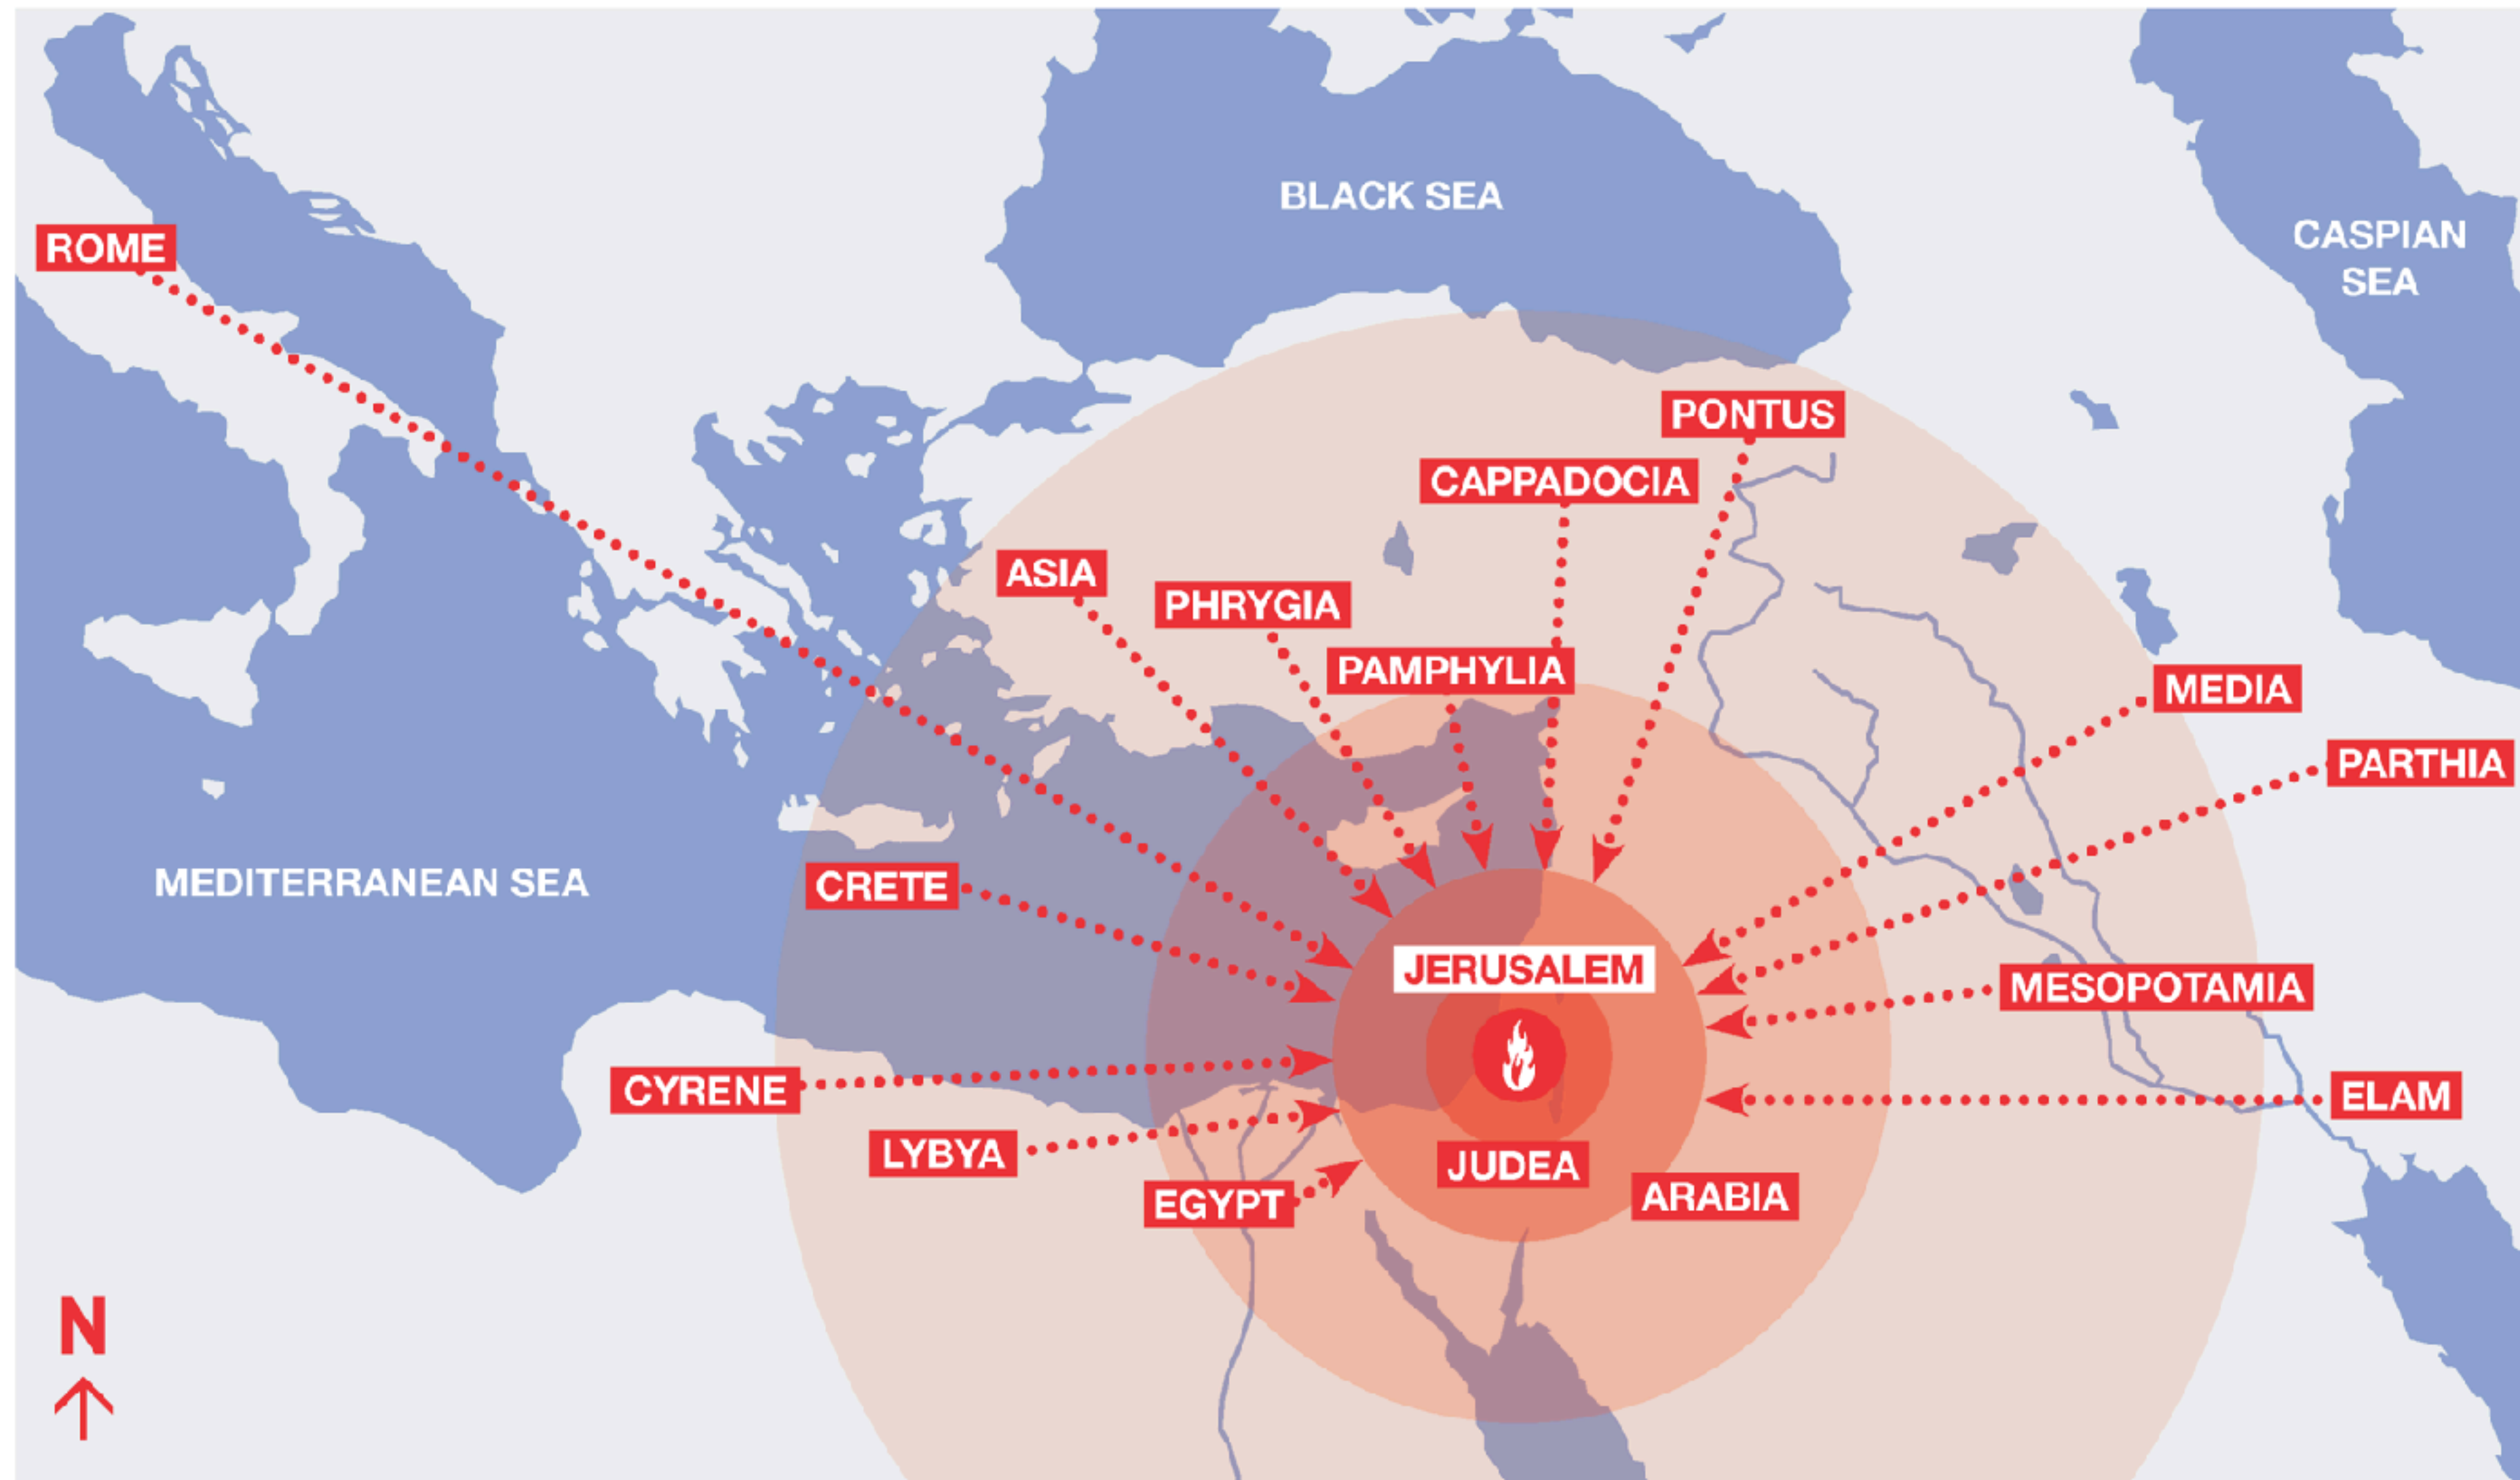 BLACK SEA
CASPIAN
SEA
ROME
PONTUS
CAPPADOCIA
ASIA
PHRYGIA
PAMPHYLIA
MEDIA
PARTHIA
MEDITERRANEAN SEA
CRETE
JERUSALEM
MESOPOTAMIA
CYRENE
ELAM
LYBYA
JUDEA
EGYPT
ARABIA
N